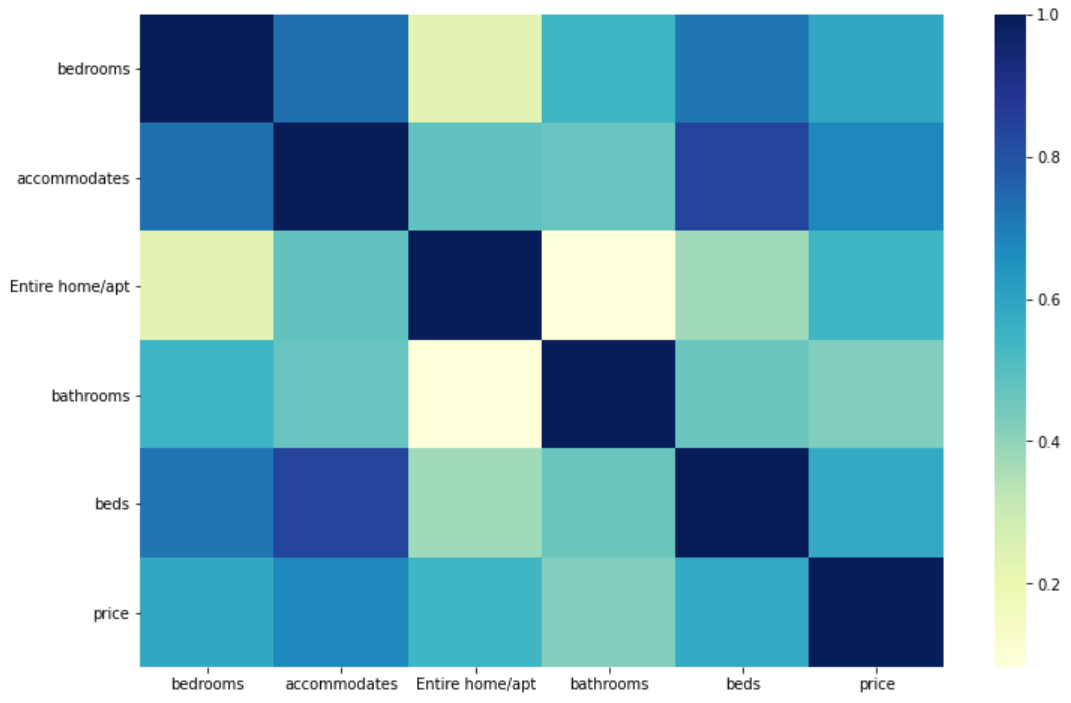 bedrooms
accommodates
Entire home/apt
bathrooms
beds
price
bedrooms accommodates Entire home/apt bathrooms beds price
1.0
0.8
0.6
0.4
0.2